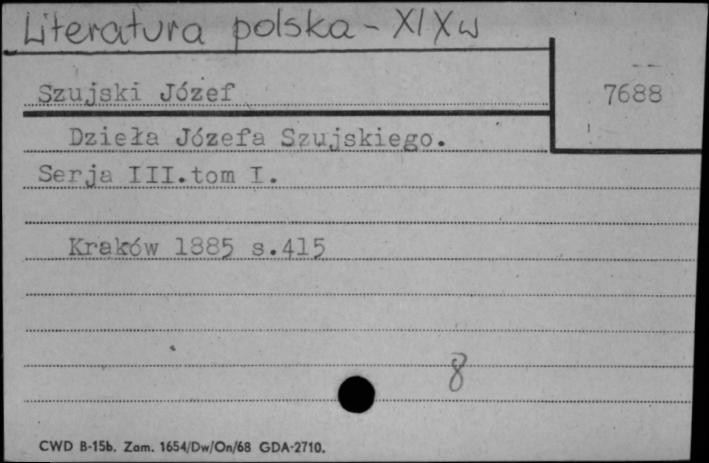 Literatura polska - XIXw
Szujski Józef
7688
Dzieła Józefa Szujskiego.
Serja III.tom I.
Kraków 1885 s.415
8
CWD B-15b. Zam. 1654/Dw/On/68 GDA-2710.